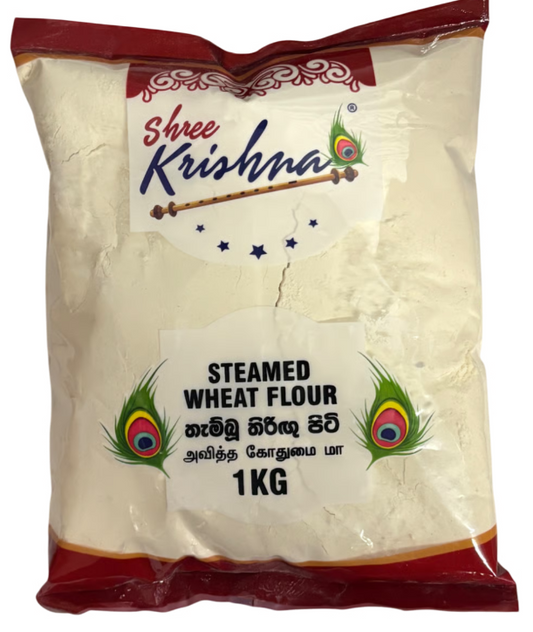 Shree
®
Krishna
STEAMED
WHEAT FLOUR
තැම්බූ තිරිඟු පිටි
அவித்த கோதுமை மா
1KG